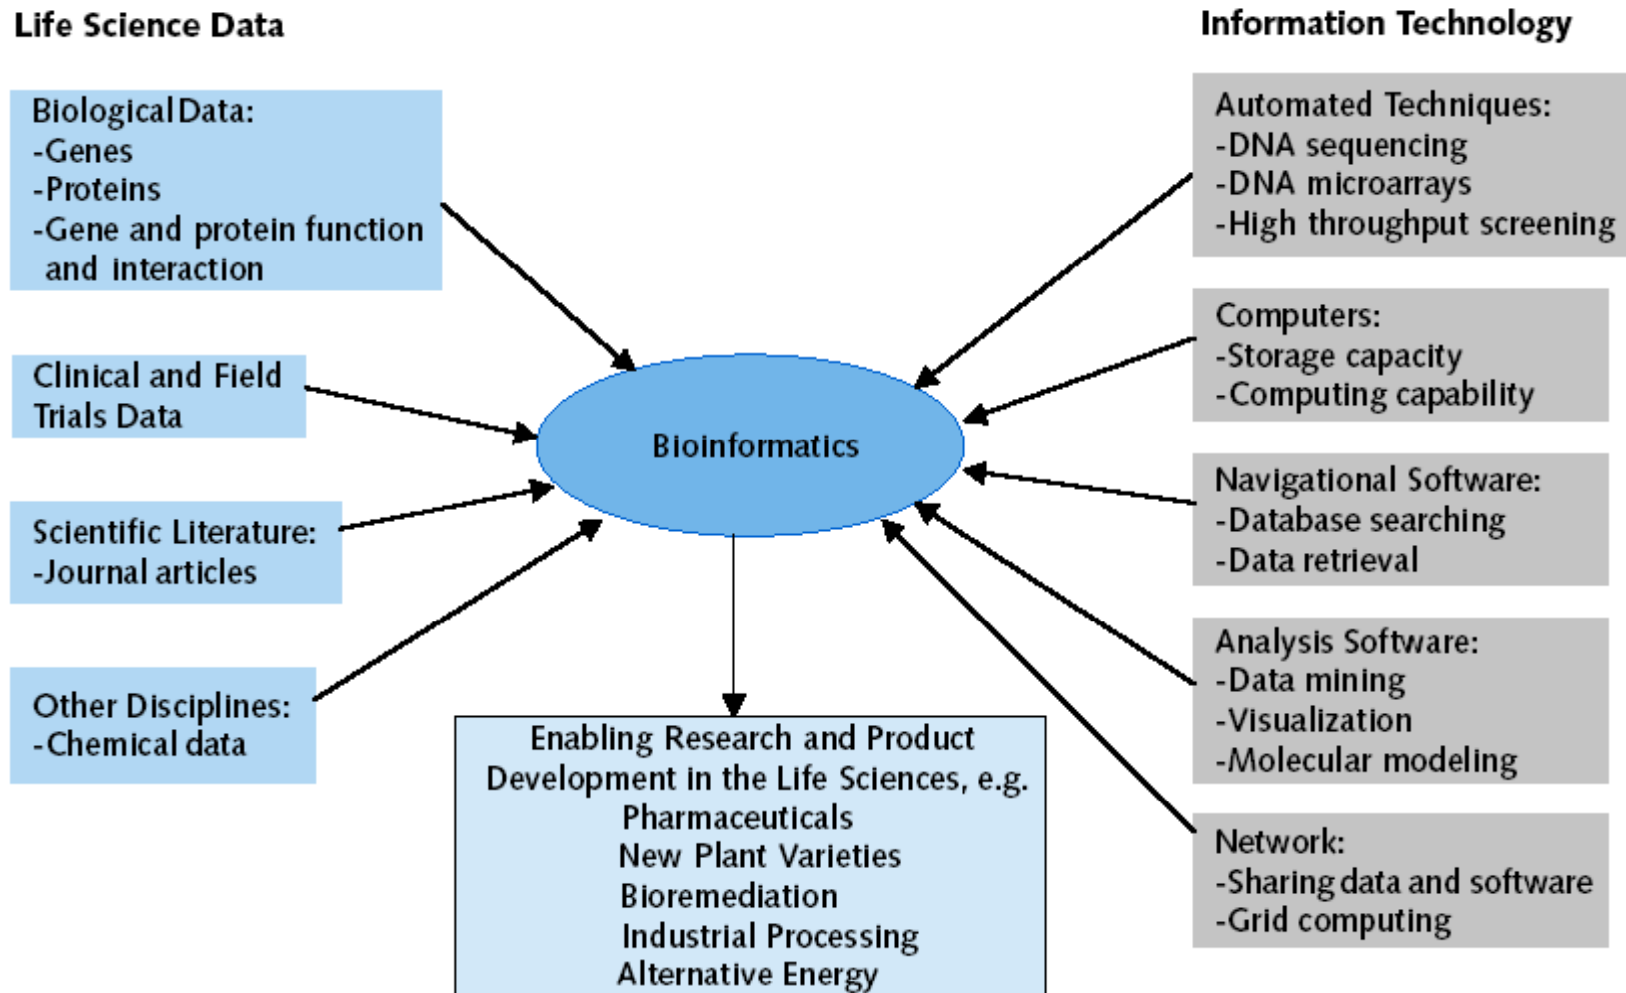 Life Science Data
Biological Data:
-Genes
-Proteins
-Gene and protein function
and interaction
Clinical and Field
Trials Data
Scientific Literature:
-Journal articles
Other Disciplines:
-Chemical data
Bioinformatics
Enabling Research and Product
Development in the Life Sciences, e.g.
Pharmaceuticals
New Plant Varieties
Bioremediation
Industrial Processing
Alternative Energy
Information Technology
Automated Techniques:
-DNA sequencing
-DNA microarrays
-High throughput screening
Computers:
-Storage capacity
-Computing capability
Navigational Software:
-Database searching
-Data retrieval
Analysis Software:
-Data mining
-Visualization
-Molecular modeling
Network:
-Sharing data and software
-Grid computing